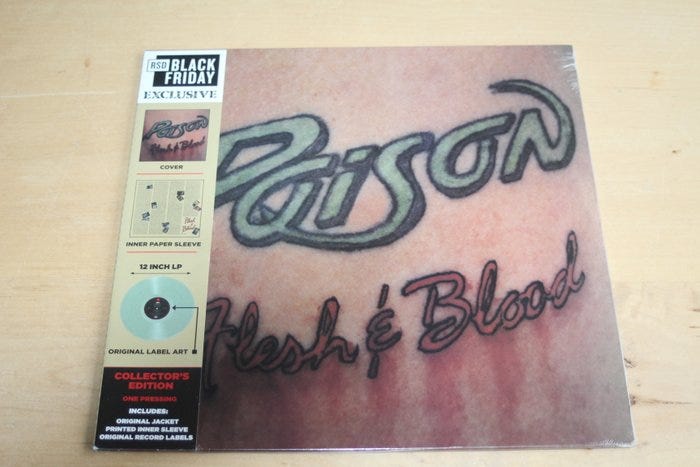 RSD BLACK
FRIDAY
EXCLUSIVE
Poison
Flesh & Blood
COVER
INNER PAPER SLEEVE
12 INCH LP
ORIGINAL LABEL ART
COLLECTOR'S
EDITION
ONE PRESSING
INCLUDES:
ORIGINAL JACKET
PRINTED INNER SLEEVE
ORIGINAL RECORD LABELS
Poison
Flesh & Blood